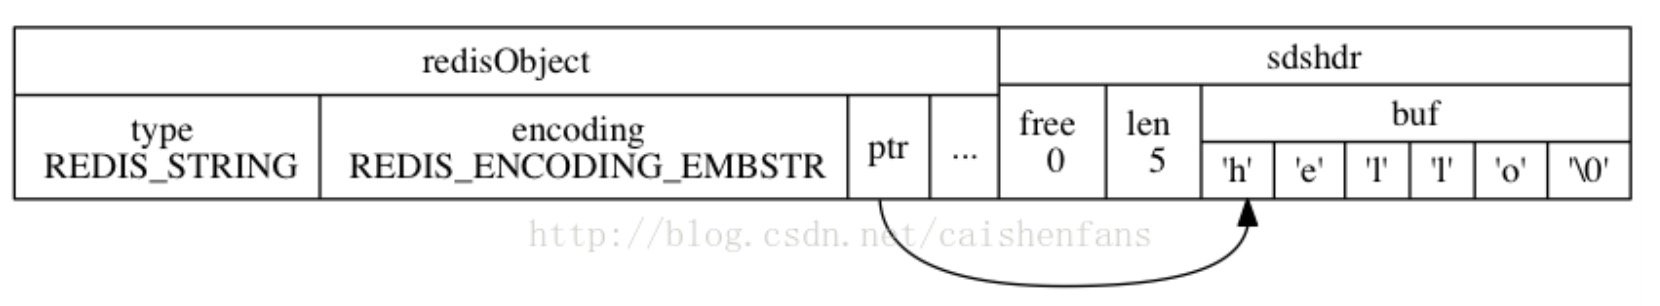 redisObject
sdshdr
type
REDIS_STRING
encoding
REDIS_ENCODING_EMBSTR
ptr
...
free
0
len
5
buf
'h' 'e' 'l' 'l' 'o' '\0'
http://blog.csdn.net/caishenfans